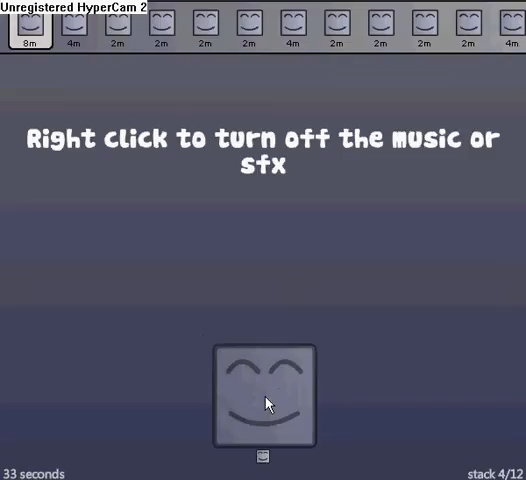 Unregistered HyperCam 2
8m 4m 2m 2m 2m 2m 4m 2m 2m 2m 2m 4m
Right click to turn off the music or
sfx
33 seconds
stack 4/12